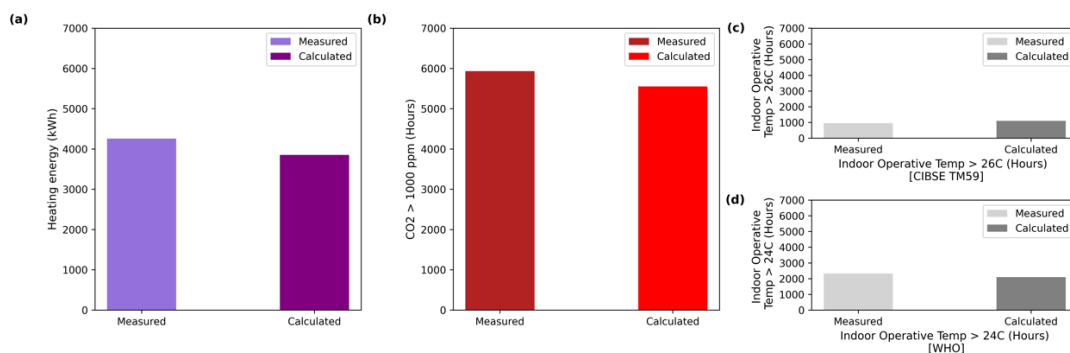 (a)
7000
6000
5000
4000
3000
2000
1000
0
Heating energy (kWh)
Measured
Calculated
Measured
Calculated
(b)
7000
6000
5000
4000
3000
2000
1000
0
CO2 > 1000 ppm (Hours)
Measured
Calculated
Measured
Calculated
(c)
7000
6000
5000
4000
3000
2000
1000
0
Indoor Operative
Temp > 26C (Hours)
Measured
Calculated
Measured
Calculated
Indoor Operative Temp > 26C (Hours)
[CIBSE TM59]
(d)
7000
6000
5000
4000
3000
2000
1000
0
Indoor Operative
Temp > 24C (Hours)
Measured
Calculated
Measured
Calculated
Indoor Operative Temp > 24C (Hours)
[WHO]